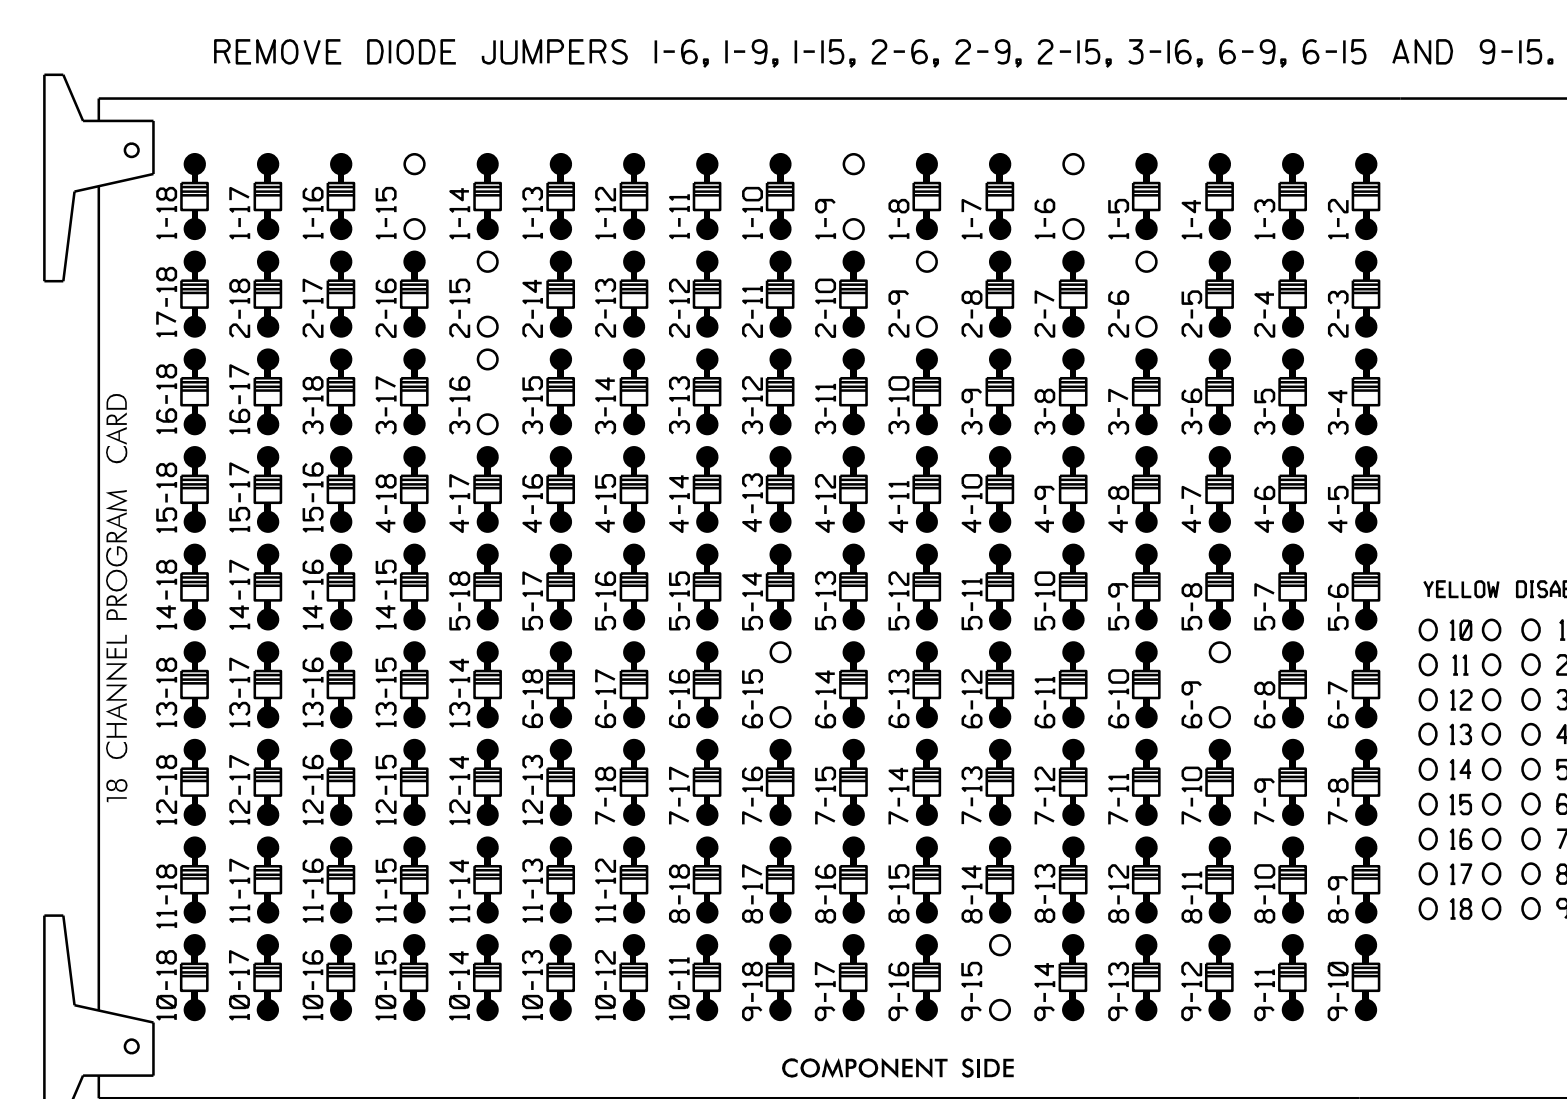 REMOVE DIODE JUMPERS 1-6, 1-9, 1-15, 2-6, 2-9, 2-15, 3-16, 6-9, 6-15 AND 9-15.
1-18 1-17 1-16 1-15 1-14 1-13 1-12 1-11 1-10 1-9 1-8 1-7 1-6 1-5 1-4 1-3 1-2
17-18 2-18 2-17 2-16 2-15 2-14 2-13 2-12 2-11 2-10 2-9 2-8 2-7 2-6 2-5 2-4 2-3
16-18 16-17 3-18 3-17 3-16 3-15 3-14 3-13 3-12 3-11 3-10 3-9 3-8 3-7 3-6 3-5 3-4
15-18 15-17 15-16 4-18 4-17 4-16 4-15 4-14 4-13 4-12 4-11 4-10 4-9 4-8 4-7 4-6 4-5
14-18 14-17 14-16 14-15 5-18 5-17 5-16 5-15 5-14 5-13 5-12 5-11 5-10 5-9 5-8 5-7 5-6
13-18 13-17 13-16 13-15 13-14 6-18 6-17 6-16 6-15 6-14 6-13 6-12 6-11 6-10 6-9 6-8 6-7
12-18 12-17 12-16 12-15 12-14 12-13 7-18 7-17 7-16 7-15 7-14 7-13 7-12 7-11 7-10 7-9 7-8
11-18 11-17 11-16 11-15 11-14 11-13 11-12 8-18 8-17 8-16 8-15 8-14 8-13 8-12 8-11 8-10 8-9
10-18 10-17 10-16 10-15 10-14 10-13 10-12 10-11 9-18 9-17 9-16 9-15 9-14 9-13 9-12 9-11 9-10
18 CHANNEL PROGRAM CARD
YELLOW
10 1
11 2
12 3
13 4
14 5
15 6
16 7
17 8
18 9
COMPONENT SIDE